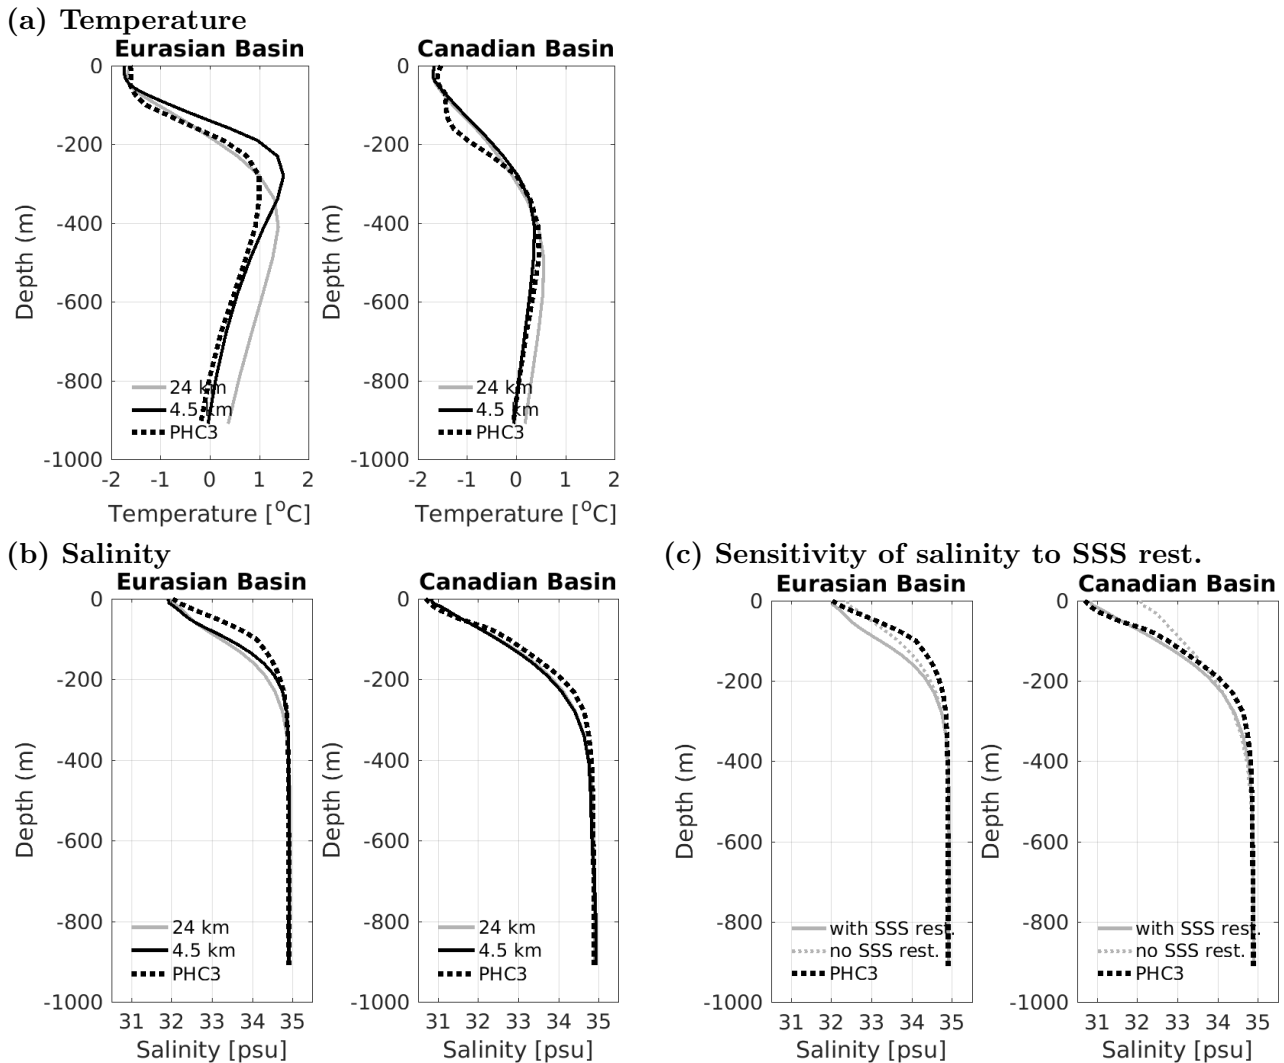 (a) Temperature
Eurasian Basin
0
-200
-400
-600
-800
-1000
Depth (m)
24 km
4.5 km
PHC3
-2 -1 0 1 2
Temperature [°C]
Canadian Basin
0
-200
-400
-600
-800
-1000
Depth (m)
24 km
4.5 km
PHC3
-2 -1 0 1 2
Temperature [°C]
(b) Salinity
Eurasian Basin
0
-200
-400
-600
-800
-1000
Depth (m)
24 km
4.5 km
PHC3
31 32 33 34 35
Salinity [psu]
Canadian Basin
0
-200
-400
-600
-800
-1000
Depth (m)
24 km
4.5 km
PHC3
31 32 33 34 35
Salinity [psu]
(c) Sensitivity of salinity to SSS rest.
Eurasian Basin
0
-200
-400
-600
-800
-1000
Depth (m)
with SSS rest.
no SSS rest.
PHC3
31 32 33 34 35
Salinity [psu]
Canadian Basin
0
-200
-400
-600
-800
-1000
Depth (m)
with SSS rest.
no SSS rest.
PHC3
31 32 33 34 35
Salinity [psu]